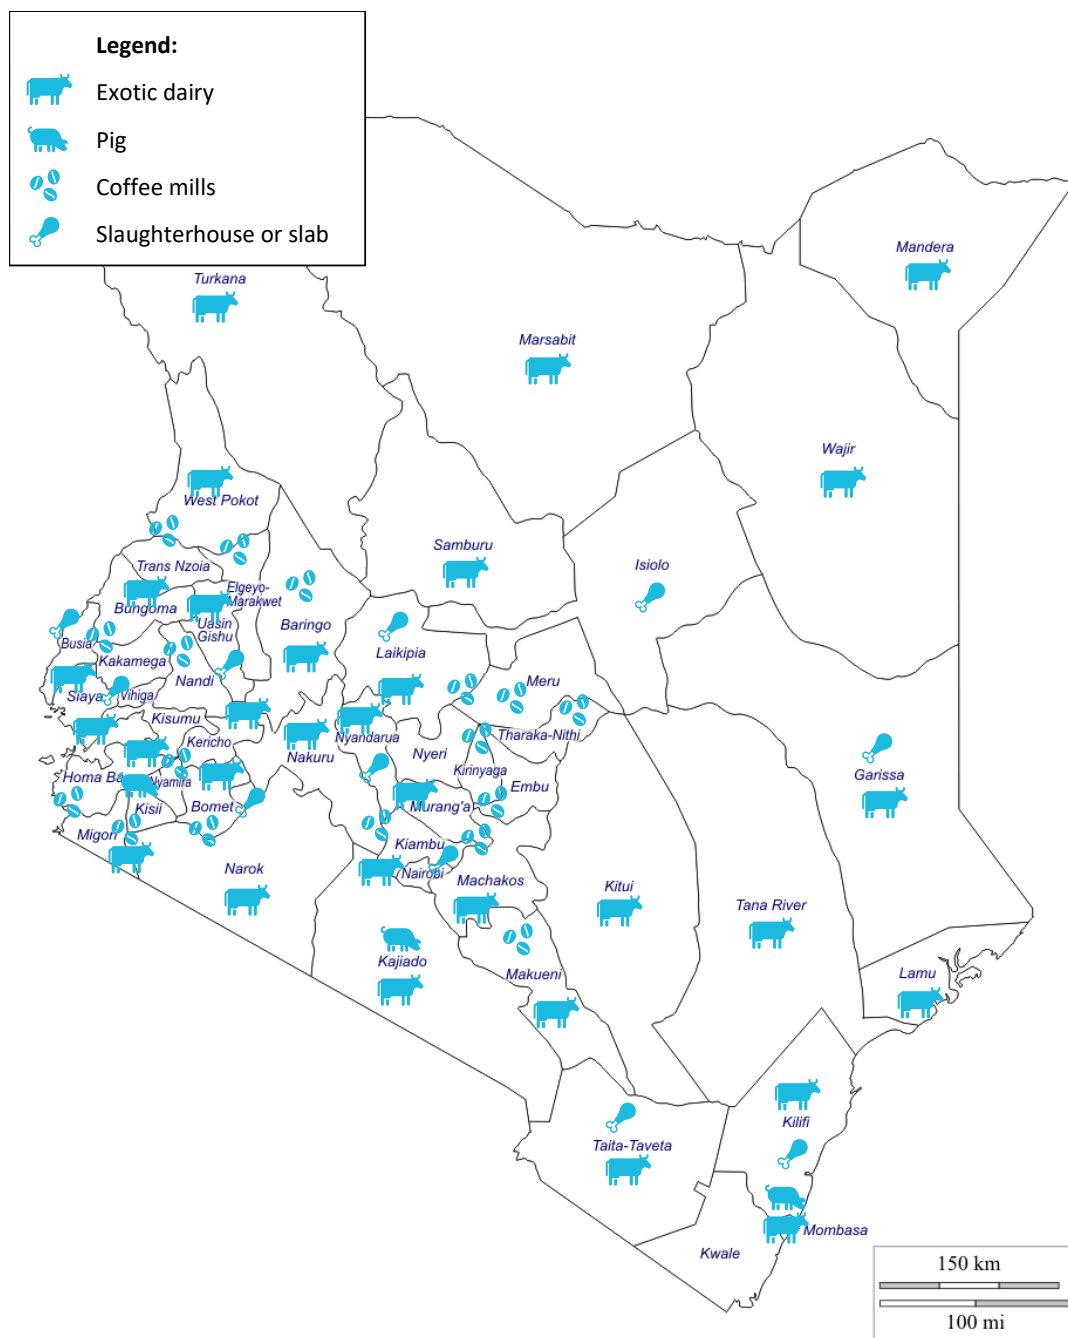 Legend:
Exotic dairy
Pig
Coffee mills
Slaughterhouse or slab
Turkana
Mandera
Marsabit
Wajir
West Pokot
Samburu
Isiolo
Trans Nzoia
Elgeyo-
Marakwet
Bungoma
Uasin
Gishu
Baringo
Busia
Laikipia
Kakamega
Nandi
Meru
Siaya
Vihiga
Kisumu
Tharaka-Nithi
Nyandarua
Kericho
Nakuru
Nyeri
Kirinyaga
Garissa
Homa Ba
Nyamira
Embu
Kisii
Bomet
Murang'a
Migori
Kiambu
Narok
Nairobi
Machakos
Kitui
Tana River
Kajiado
Makueni
Lamu
Kilifi
Taita-Taveta
Mombasa
Kwale
150 km
100 mi